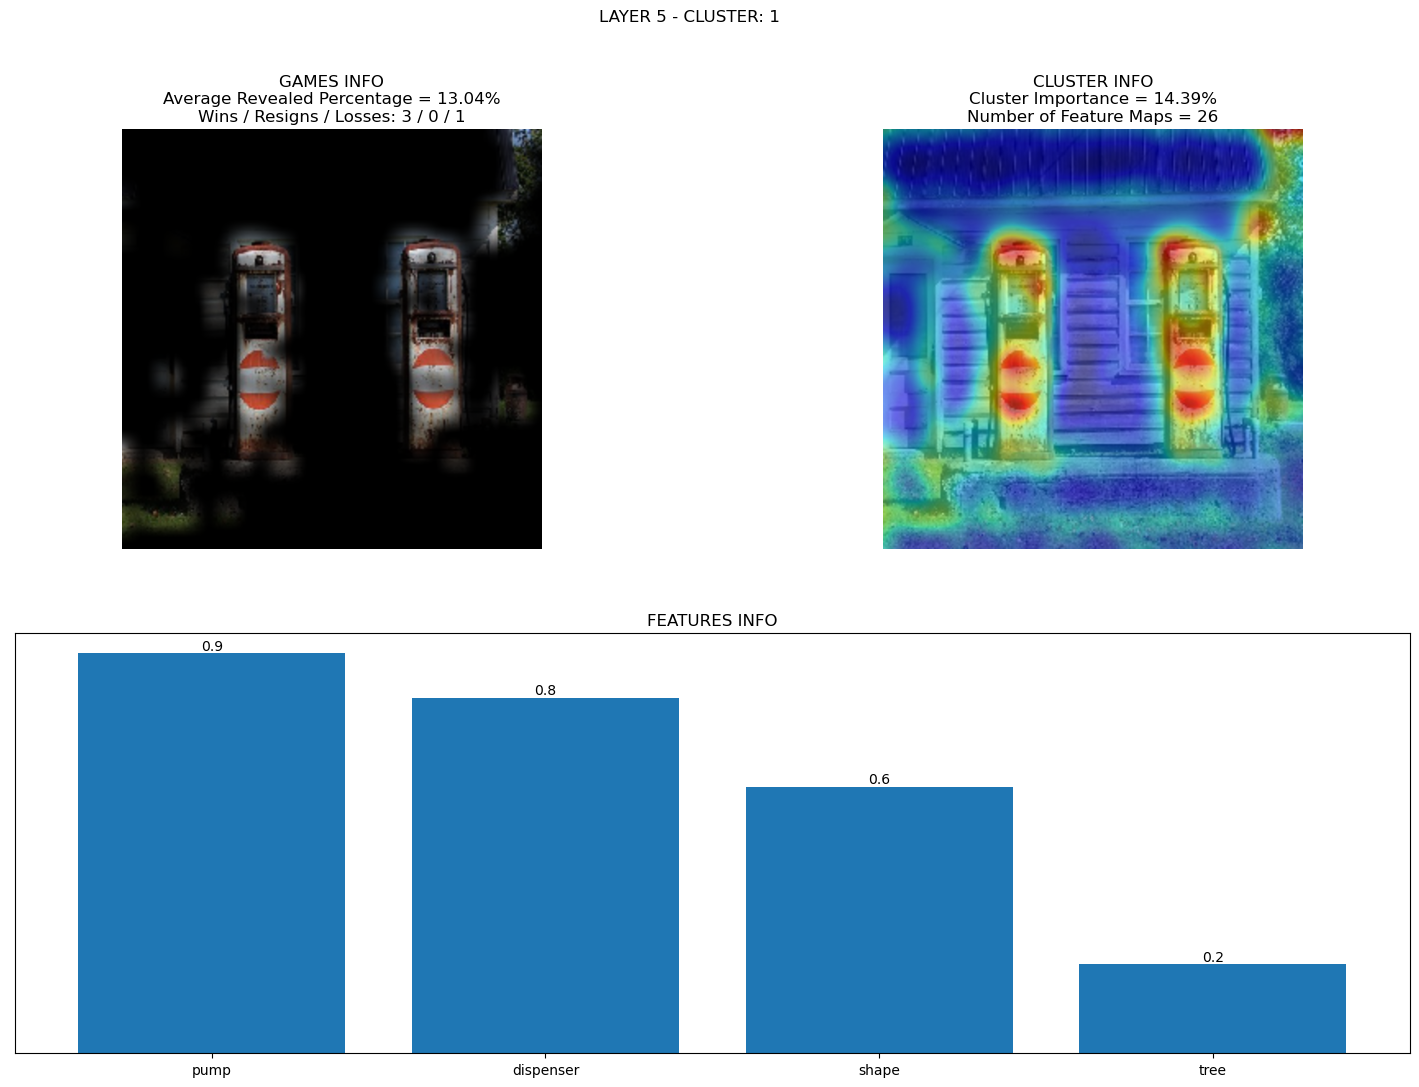 LAYER 5 - CLUSTER: 1
GAMES INFO
Average Revealed Percentage = 13.04%
Wins / Resigns / Losses: 3 / 0 / 1
CLUSTER INFO
Cluster Importance = 14.39%
Number of Feature Maps = 26
FEATURES INFO
0.9
0.8
0.6
0.2
pump
dispenser
shape
tree